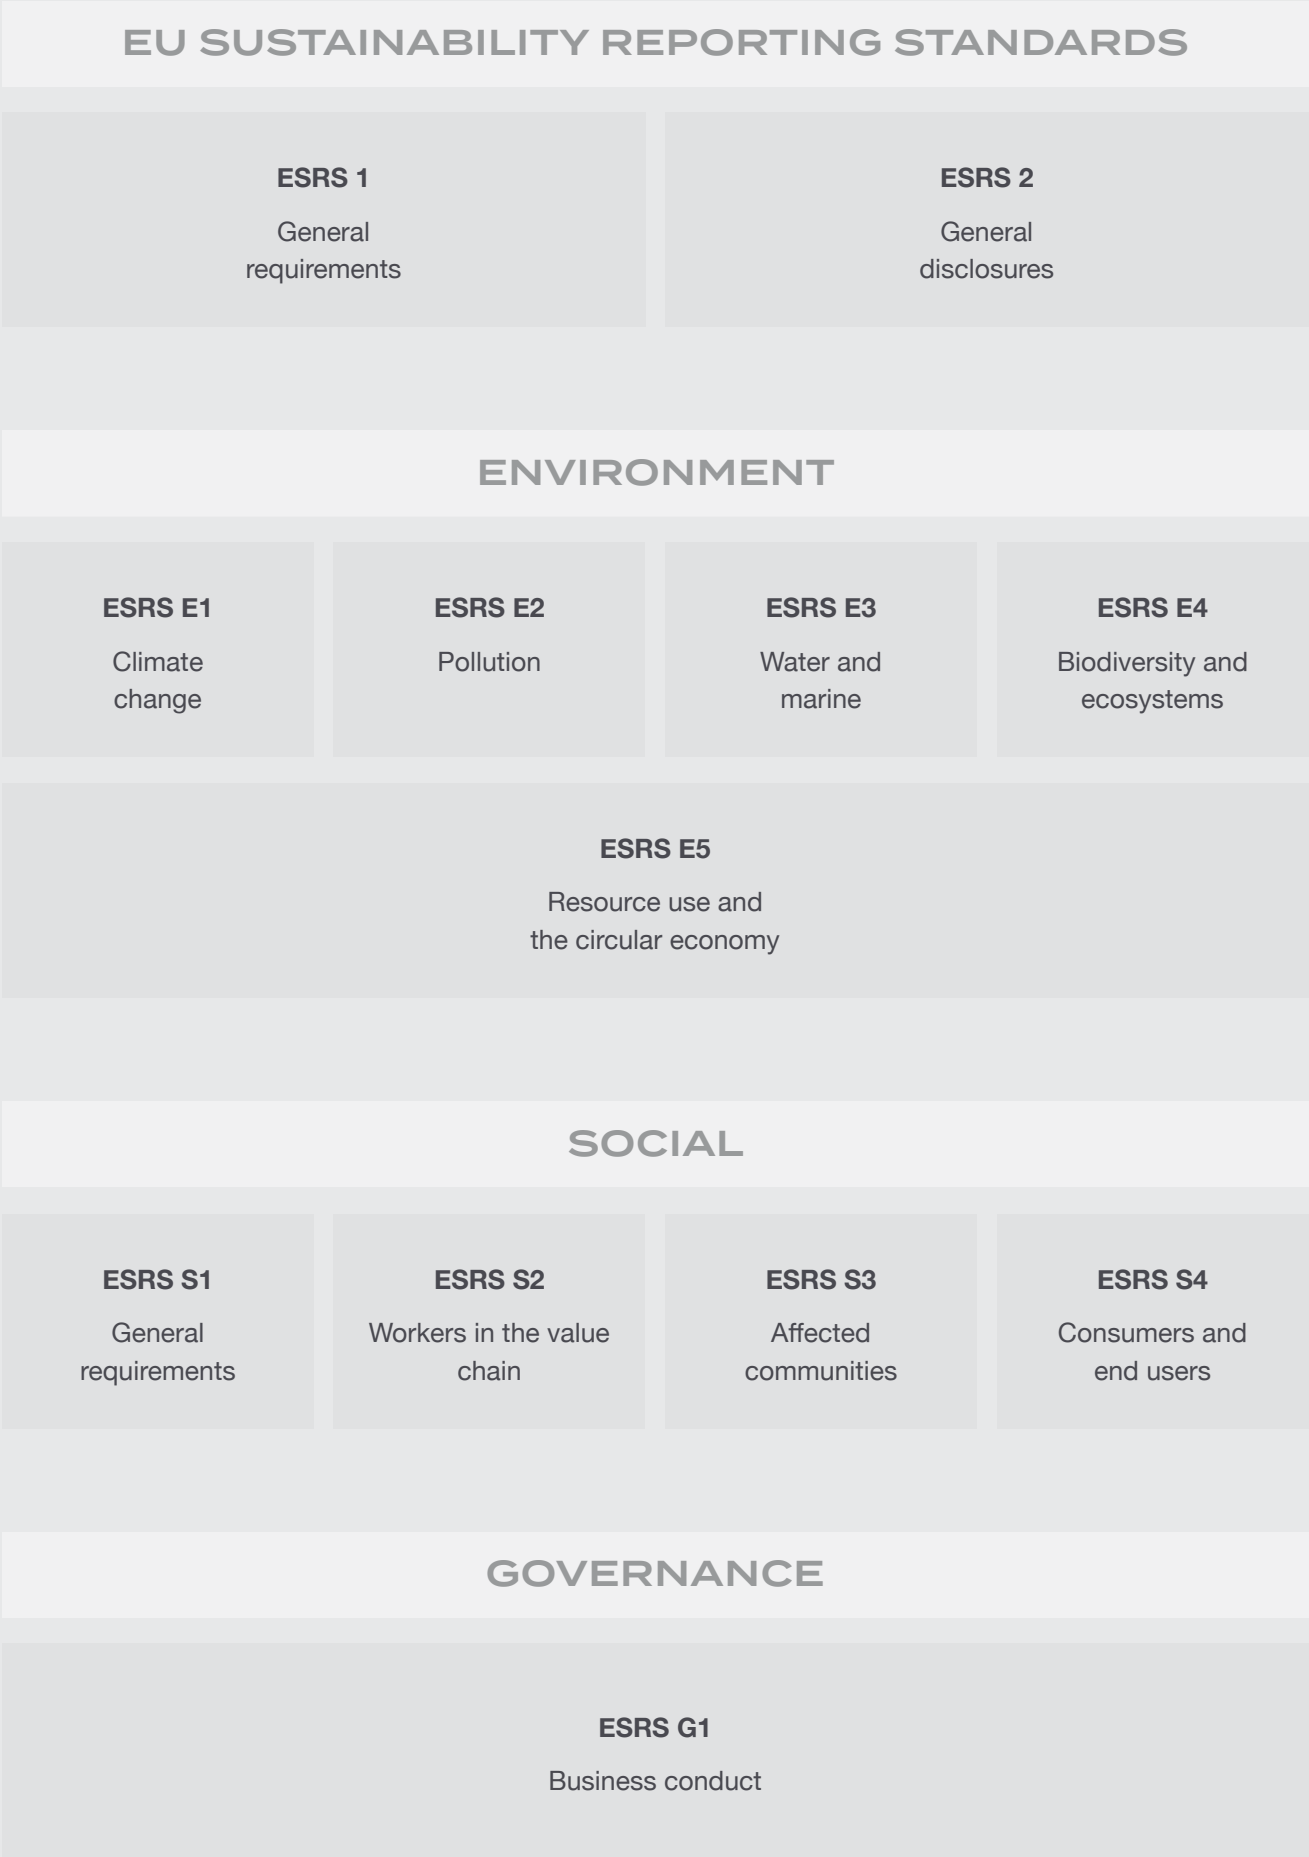 EU SUSTAINABILITY REPORTING STANDARDS
ESRS 1
General
requirements
ESRS 2
General
disclosures
ENVIRONMENT
ESRS E1
Climate
change
ESRS E2
Pollution
ESRS E3
Water and
marine
ESRS E4
Biodiversity and
ecosystems
ESRS E5
Resource use and
the circular economy
SOCIAL
ESRS S1
General
requirements
ESRS S2
Workers in the value
chain
ESRS S3
Affected
communities
ESRS S4
Consumers and
end users
GOVERNANCE
ESRS G1
Business conduct